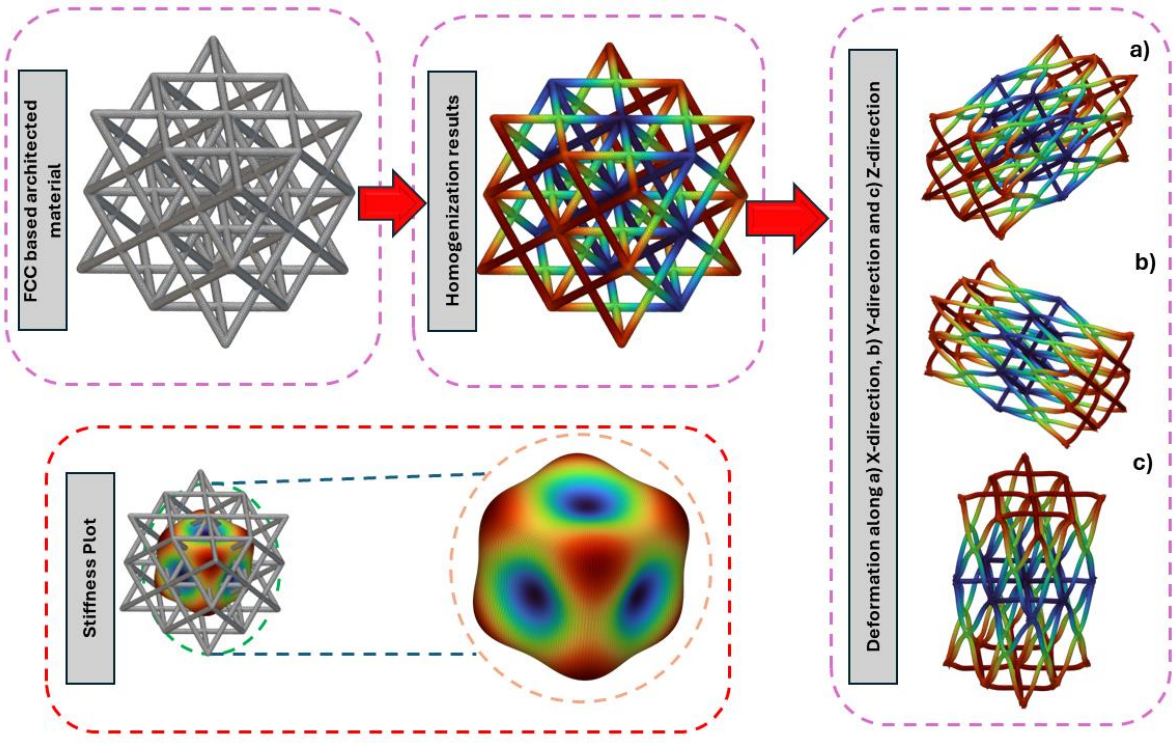 FCC based architected
material
Homogenization results
Deformation along a) X-direction, b) Y-direction and c) Z-direction
a)
b)
c)
Stiffness Plot